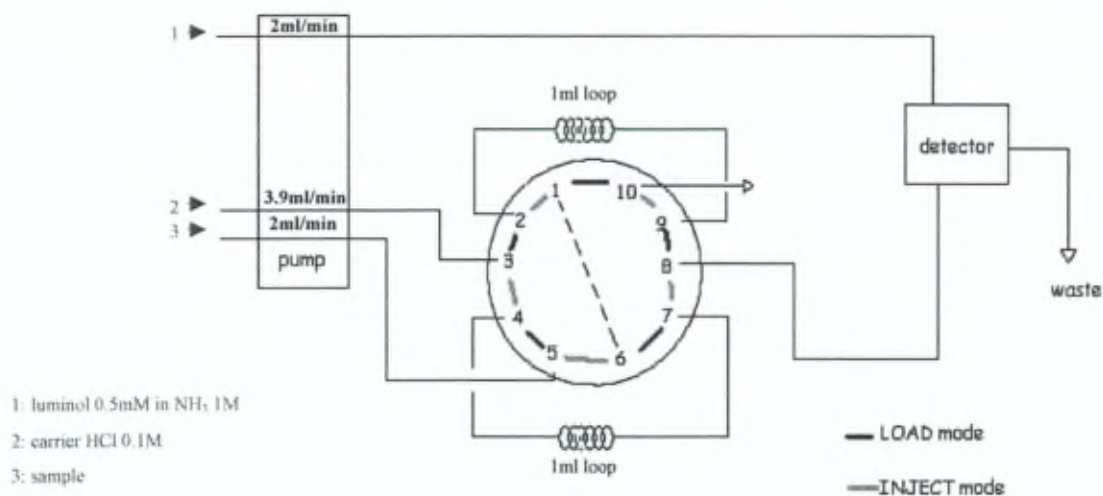 1 2ml/min
1ml loop
detector
2 3.9ml/min
3 2ml/min
pump
1 10
2 9
3 8
4 7
5 6
waste
1ml loop
1: luminol 0.5mM in NH3 1M
2: carrier HCl 0.1M
3: sample
LOAD mode
INJECT mode